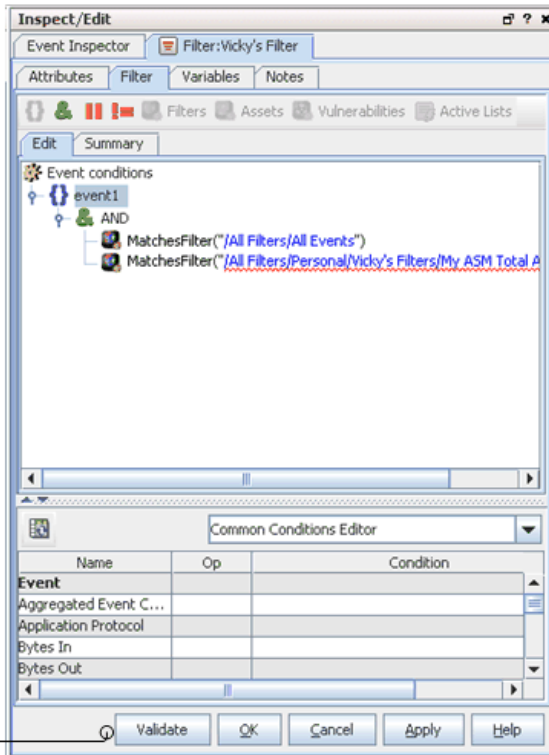 Inspect/Edit
Event Inspector Filter:Vicky's Filter
Attributes Filter Variables Notes
Filters Assets Vulnerabilities Active Lists
Edit Summary
Event conditions
event1
AND
MatchesFilter("/All Filters/All Events")
MatchesFilter("/All Filters/Personal/Vicky's Filters/My ASM Total A
Common Conditions Editor
Name Op Condition
Event
Aggregated Event C...
Application Protocol
Bytes In
Bytes Out
Validate OK Cancel Apply Help